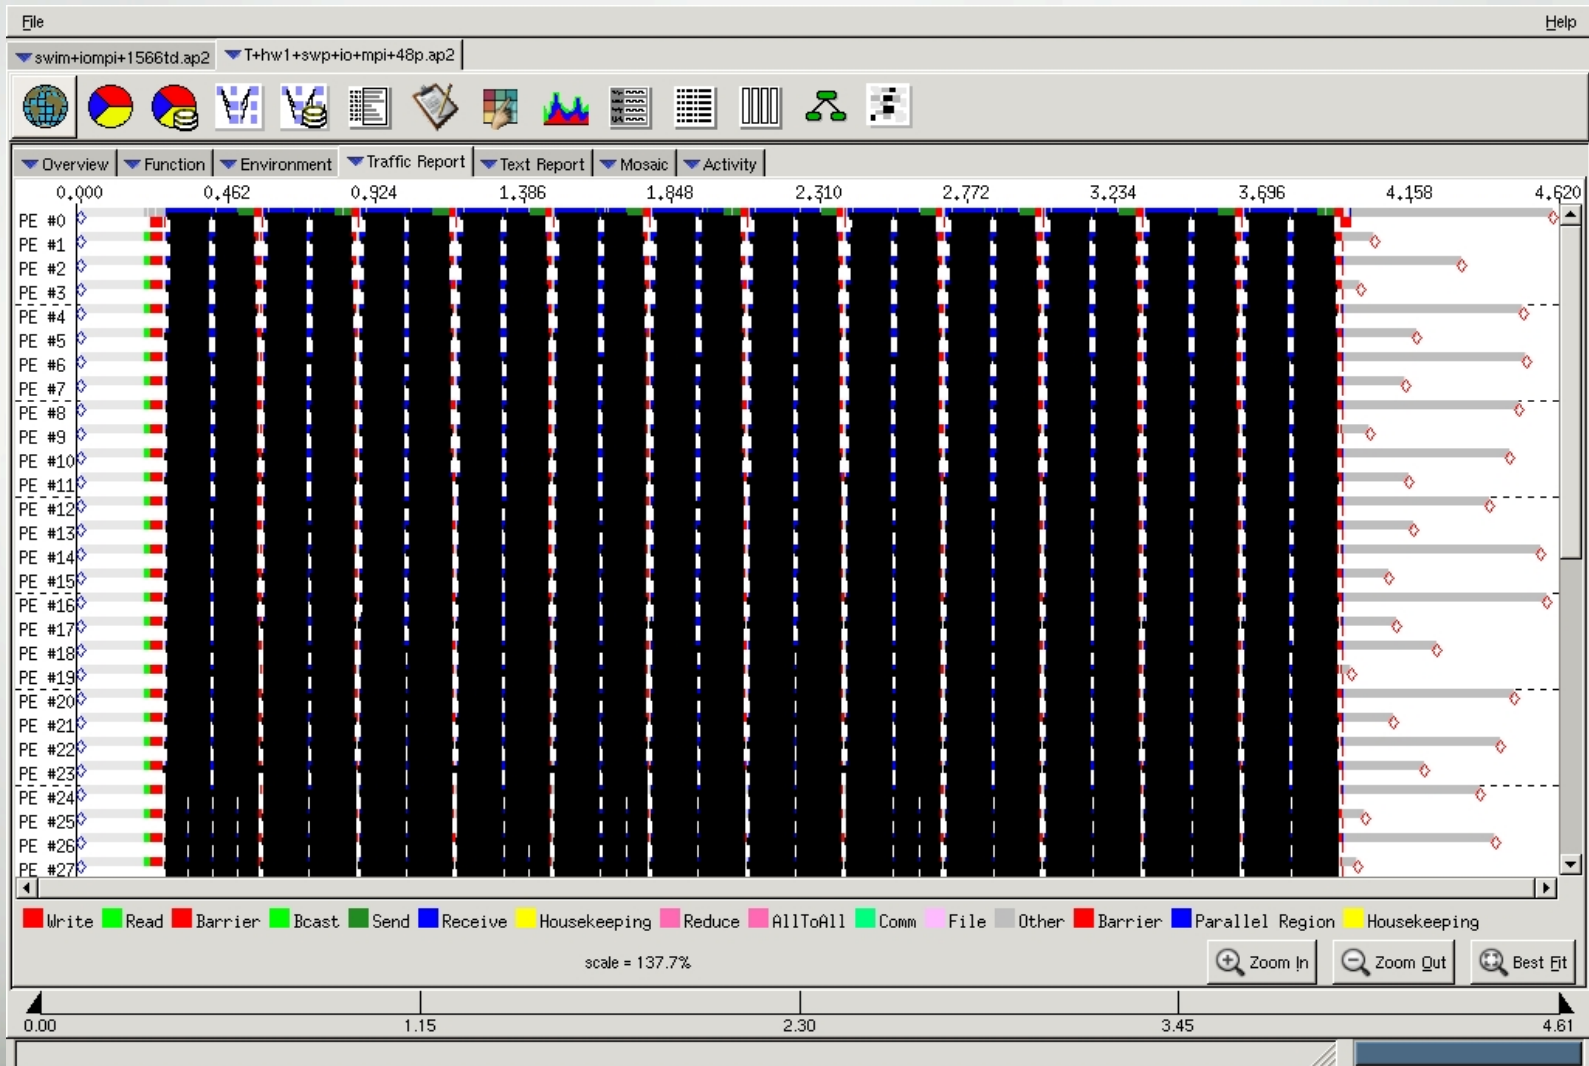 File Help
swim+iompi+1566td.ap2 T+hw1+swp+io+mpi+48p.ap2
Overview Function Environment Traffic Report Text Report Mosaic Activity
0.000 0.462 0.924 1.386 1.848 2.310 2.772 3.234 3.696 4.158 4.620
PE #0
PE #1
PE #2
PE #3
PE #4
PE #5
PE #6
PE #7
PE #8
PE #9
PE #10
PE #11
PE #12
PE #13
PE #14
PE #15
PE #16
PE #17
PE #18
PE #19
PE #20
PE #21
PE #22
PE #23
PE #24
PE #25
PE #26
PE #27
Write Read Barrier Bcast Send Receive Housekeeping Reduce AllToAll Comm File Other Barrier Parallel Region Housekeeping
scale = 137.7% Zoom In Zoom Out Best Fit
0.00 1.15 2.30 3.45 4.61